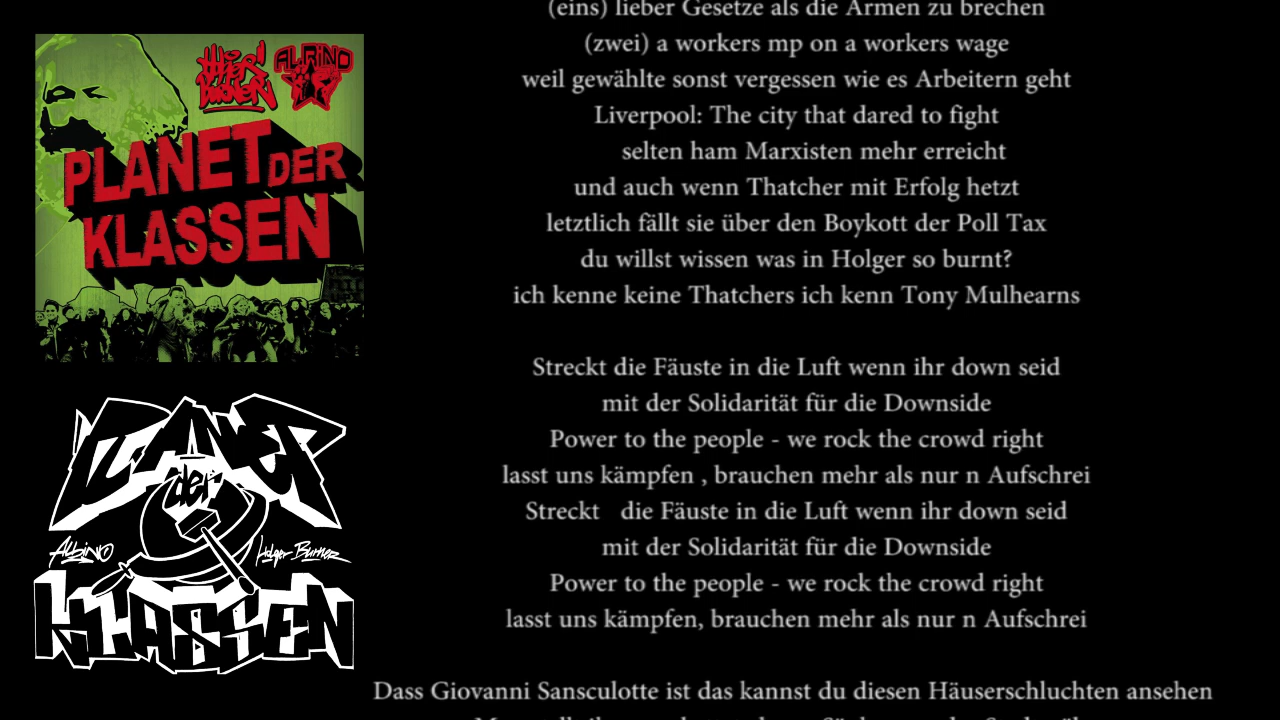 HOLGER BURNER
ALBINO
PLANET DER
KLASSEN
PLANET
der
Albino
Holger Burner
KLASSEN
(eins) lieber Gesetze als die Armen zu brechen
(zwei) a workers mp on a workers wage
weil gewählte sonst vergessen wie es Arbeitern geht
Liverpool: The city that dared to fight
selten ham Marxisten mehr erreicht
und auch wenn Thatcher mit Erfolg hetzt
letztlich fällt sie über den Boykott der Poll Tax
du willst wissen was in Holger so burnt?
ich kenne keine Thatchers ich kenn Tony Mulhearns
Streckt die Fäuste in die Luft wenn ihr down seid
mit der Solidarität für die Downside
Power to the people - we rock the crowd right
lasst uns kämpfen , brauchen mehr als nur n Aufschrei
Streckt die Fäuste in die Luft wenn ihr down seid
mit der Solidarität für die Downside
Power to the people - we rock the crowd right
lasst uns kämpfen, brauchen mehr als nur n Aufschrei
Dass Giovanni Sansculotte ist das kannst du diesen Häuserschluchten ansehen